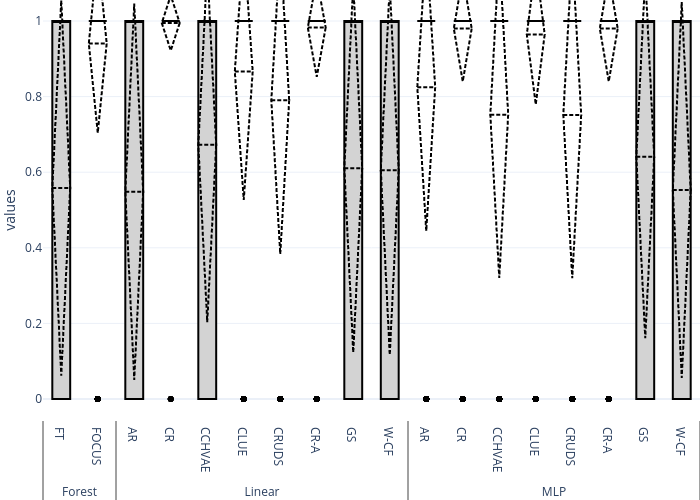 1
0.8
0.6
0.4
0.2
0
values
FT
FOCUS
AR
CR
CCHVAE
CLUE
CRUDS
CR-A
GS
W-CF
AR
CR
CCHVAE
CLUE
CRUDS
CR-A
GS
W-CF
Forest
Linear
MLP